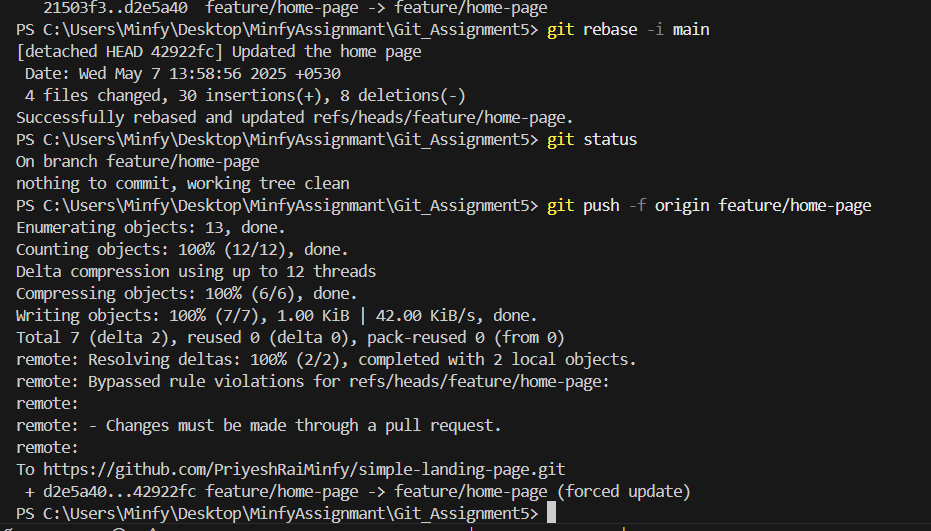 21503f3..d2e5a40  feature/home-page -> feature/home-page
PS C:\Users\Minfy\Desktop\MinfyAssignmant\Git_Assignment5> git rebase -i main
[detached HEAD 42922fc] Updated the home page
 Date: Wed May 7 13:58:56 2025 +0530
 4 files changed, 30 insertions(+), 8 deletions(-)
Successfully rebased and updated refs/heads/feature/home-page.
PS C:\Users\Minfy\Desktop\MinfyAssignmant\Git_Assignment5> git status
On branch feature/home-page
nothing to commit, working tree clean
PS C:\Users\Minfy\Desktop\MinfyAssignmant\Git_Assignment5> git push -f origin feature/home-page
Enumerating objects: 13, done.
Counting objects: 100% (12/12), done.
Delta compression using up to 12 threads
Compressing objects: 100% (6/6), done.
Writing objects: 100% (7/7), 1.00 KiB | 42.00 KiB/s, done.
Total 7 (delta 2), reused 0 (delta 0), pack-reused 0 (from 0)
remote: Resolving deltas: 100% (2/2), completed with 2 local objects.
remote: Bypassed rule violations for refs/heads/feature/home-page:
remote:
remote: - Changes must be made through a pull request.
remote:
To https://github.com/PriyeshRaiMinfy/simple-landing-page.git
 + d2e5a40...42922fc feature/home-page -> feature/home-page (forced update)
PS C:\Users\Minfy\Desktop\MinfyAssignmant\Git_Assignment5>